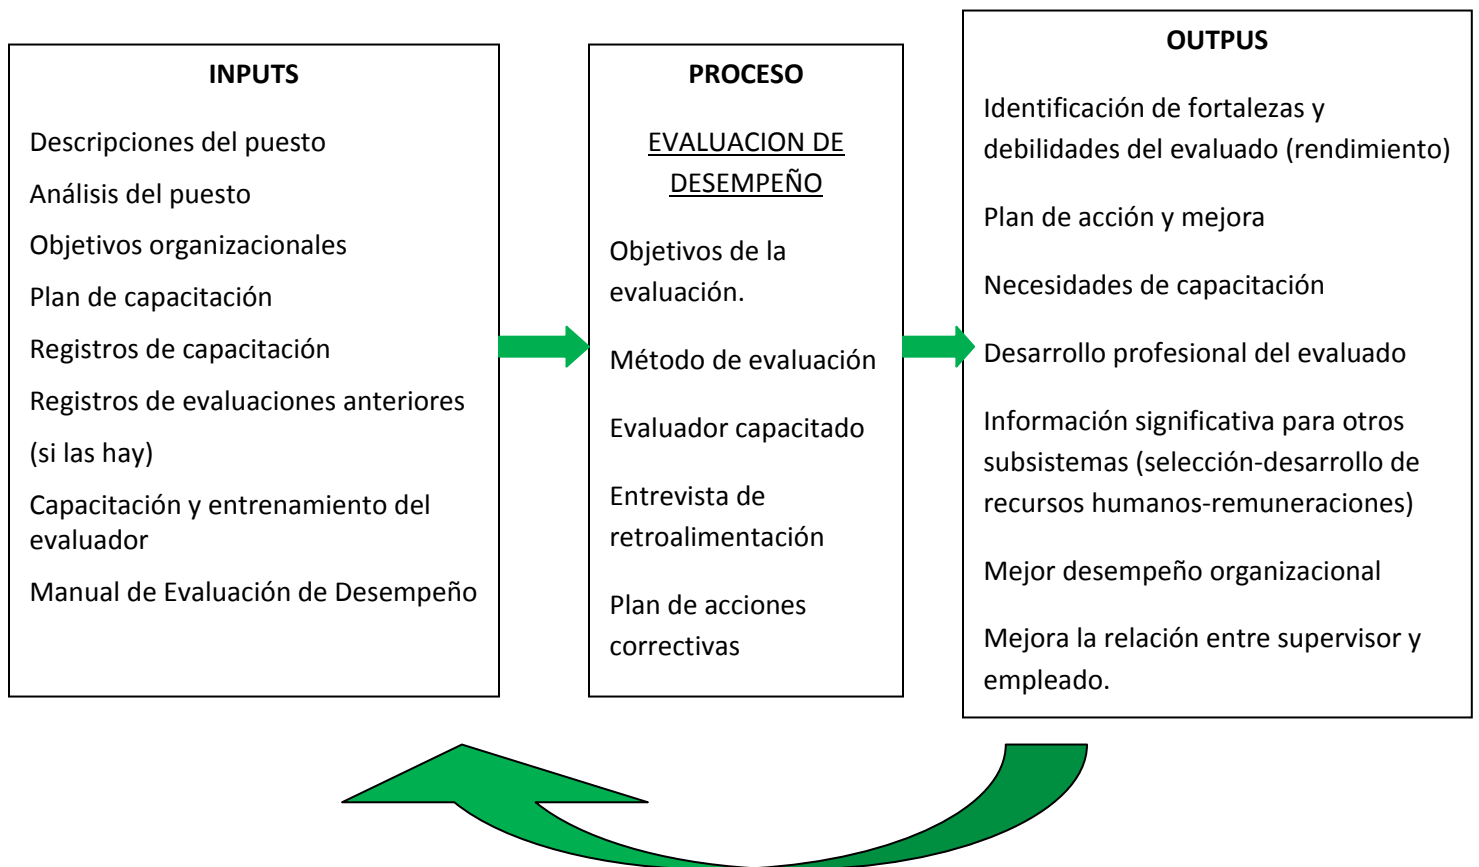 INPUTS
Descripciones del puesto
Análisis del puesto
Objetivos organizacionales
Plan de capacitación
Registros de capacitación
Registros de evaluaciones anteriores
(si las hay)
Capacitación y entrenamiento del
evaluador
Manual de Evaluación de Desempeño
PROCESO
EVALUACION DE
DESEMPEÑO
Objetivos de la
evaluación.
Método de evaluación
Evaluador capacitado
Entrevista de
retroalimentación
Plan de acciones
correctivas
OUTPUS
Identificación de fortalezas y
debilidades del evaluado (rendimiento)
Plan de acción y mejora
Necesidades de capacitación
Desarrollo profesional del evaluado
Información significativa para otros
subsistemas (selección-desarrollo de
recursos humanos-remuneraciones)
Mejor desempeño organizacional
Mejora la relación entre supervisor y
empleado.